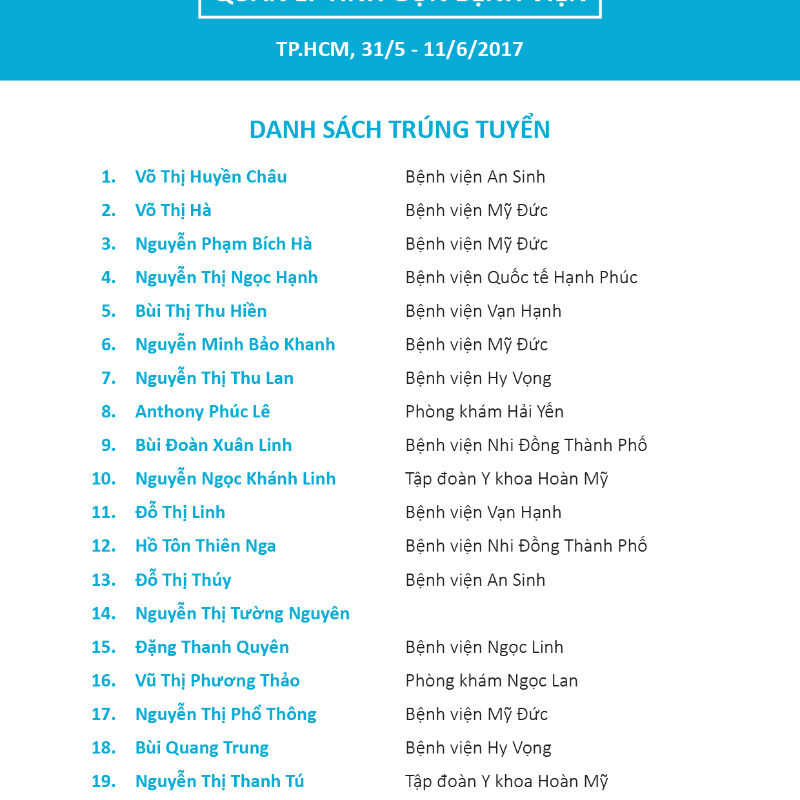 TP.HCM, 31/5 - 11/6/2017
DANH SÁCH TRÚNG TUYỂN
1. Võ Thị Huyền Châu Bệnh viện An Sinh
2. Võ Thị Hà Bệnh viện Mỹ Đức
3. Nguyễn Phạm Bích Hà Bệnh viện Mỹ Đức
4. Nguyễn Thị Ngọc Hạnh Bệnh viện Quốc tế Hạnh Phúc
5. Bùi Thị Thu Hiền Bệnh viện Vạn Hạnh
6. Nguyễn Minh Bảo Khanh Bệnh viện Mỹ Đức
7. Nguyễn Thị Thu Lan Bệnh viện Hy Vọng
8. Anthony Phúc Lê Phòng khám Hải Yến
9. Bùi Đoàn Xuân Linh Bệnh viện Nhi Đồng Thành Phố
10. Nguyễn Ngọc Khánh Linh Tập đoàn Y khoa Hoàn Mỹ
11. Đỗ Thị Linh Bệnh viện Vạn Hạnh
12. Hồ Tôn Thiên Nga Bệnh viện Nhi Đồng Thành Phố
13. Đỗ Thị Thúy Bệnh viện An Sinh
14. Nguyễn Thị Tường Nguyên
15. Đặng Thanh Quyên Bệnh viện Ngọc Linh
16. Vũ Thị Phương Thảo Phòng khám Ngọc Lan
17. Nguyễn Thị Phổ Thông Bệnh viện Mỹ Đức
18. Bùi Quang Trung Bệnh viện Hy Vọng
19. Nguyễn Thị Thanh Tú Tập đoàn Y khoa Hoàn Mỹ